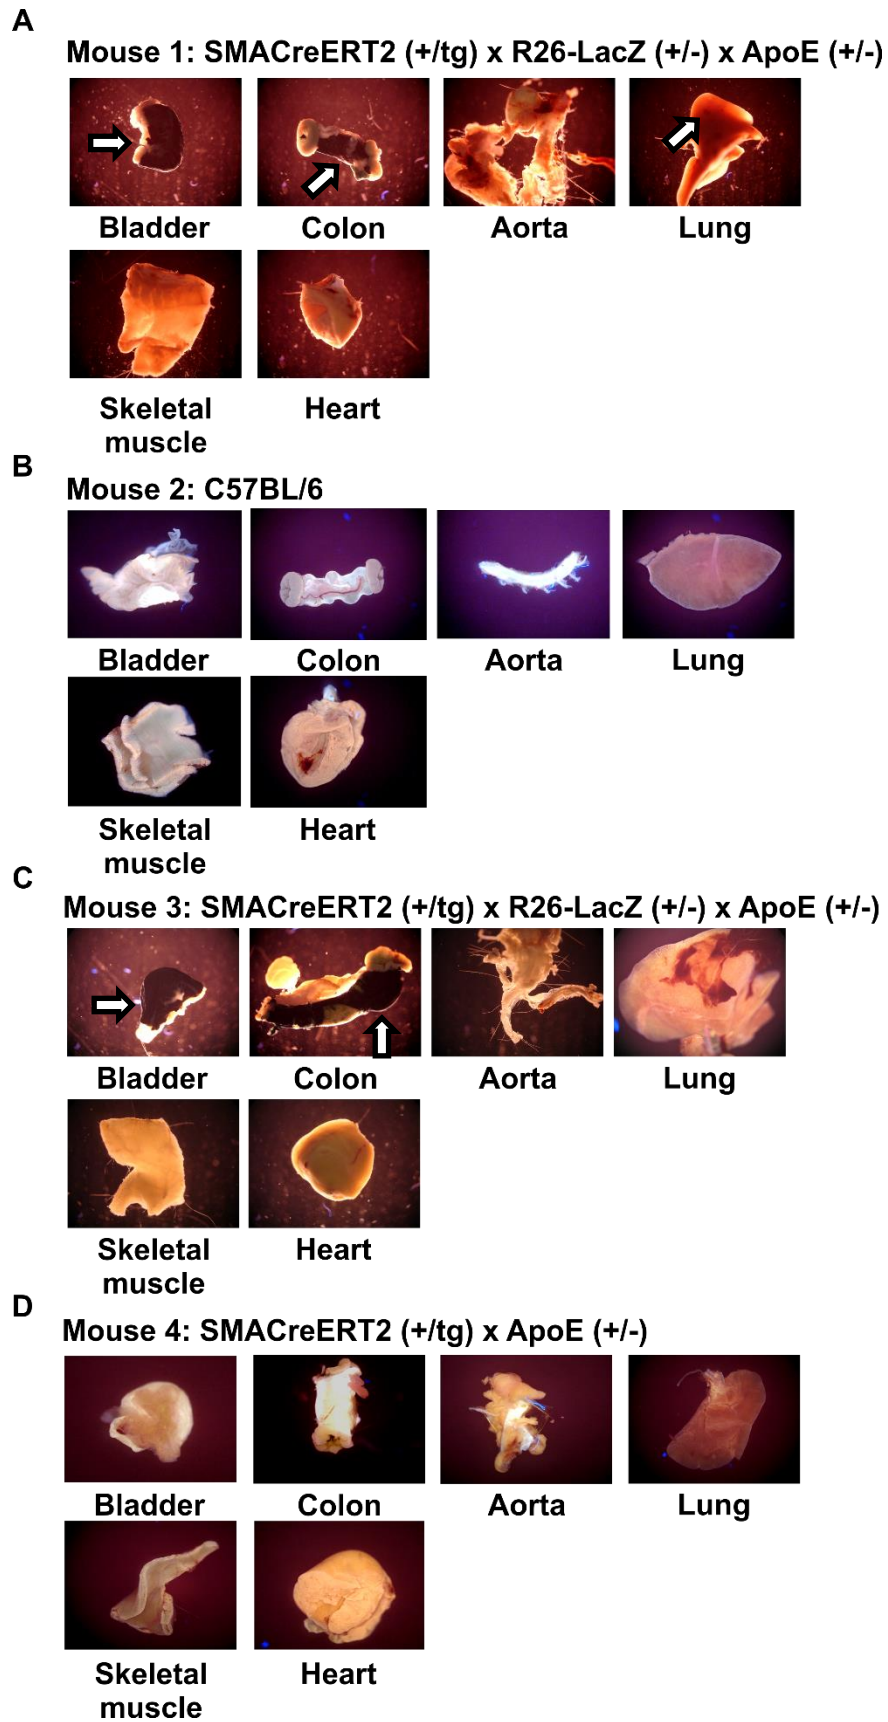 A
Mouse 1: SMACreERT2 (+/tg) x R26-LacZ (+/-) x ApoE (+/-)
Bladder Colon Aorta Lung
Skeletal muscle Heart
B
Mouse 2: C57BL/6
Bladder Colon Aorta Lung
Skeletal muscle Heart
C
Mouse 3: SMACreERT2 (+/tg) x R26-LacZ (+/-) x ApoE (+/-)
Bladder Colon Aorta Lung
Skeletal muscle Heart
D
Mouse 4: SMACreERT2 (+/tg) x ApoE (+/-)
Bladder Colon Aorta Lung
Skeletal muscle Heart